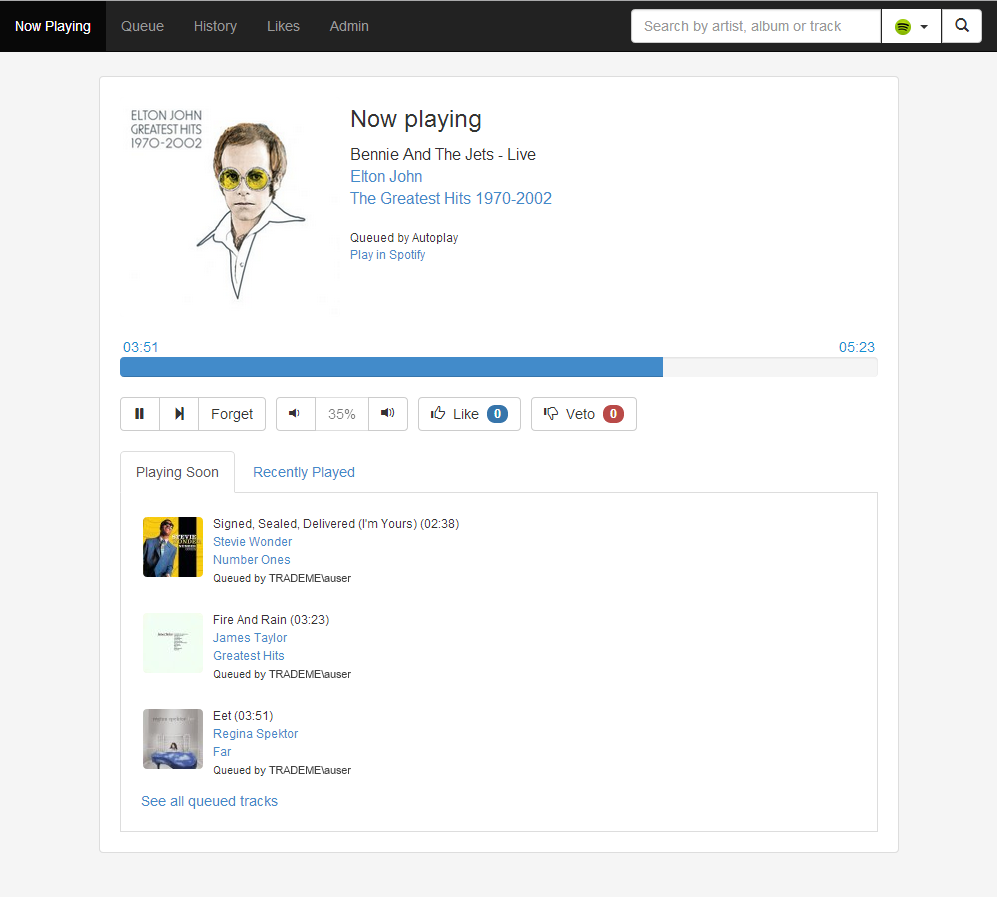 Now Playing Queue History Likes Admin Search by artist, album or track
ELTON JOHN
GREATEST HITS
1970-2002
Now playing
Bennie And The Jets - Live
Elton John
The Greatest Hits 1970-2002
Queued by Autoplay
Play in Spotify
03:51 05:23
Forget 35% Like 0 Veto 0
Playing Soon Recently Played
STEVIE
WONDER
Signed, Sealed, Delivered (I'm Yours) (02:38)
Stevie Wonder
Number Ones
Queued by TRADEME\auser
Fire And Rain (03:23)
James Taylor
Greatest Hits
Queued by TRADEME\auser
regina spektor
Eet (03:51)
Regina Spektor
Far
Queued by TRADEME\auser
See all queued tracks